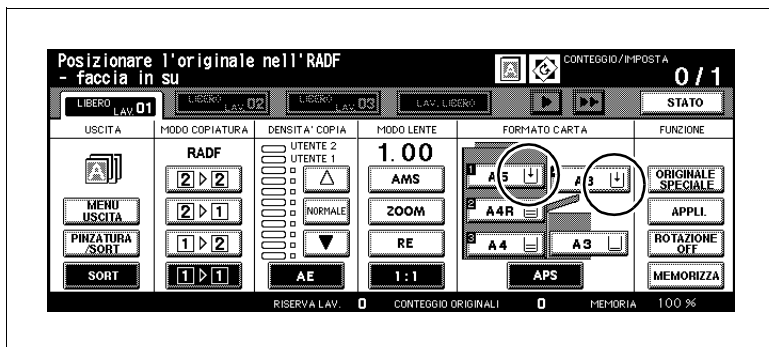 Posizionare l'originale nell'RADF
- faccia in su
CONTEGGIO/IMPOSTA
0/1
LIBERO LAV.01
LIBERO LAV.02
LIBERO LAV.03
LAV. LIBERO
STATO
USCITA
MODO COPIATURA
DENSITA' COPIA
MODO LENTE
FORMATO CARTA
FUNZIONE
RADF
UTENTE 2
UTENTE 1
1.00
2▷2
AMS
1 A5
A3
ORIGINALE SPECIALE
MENU USCITA
2▷1
NORMALE
ZOOM
2 A4R
APPLI.
PINZATURA /SORT
1▷2
RE
3 A4
A3
ROTAZIONE OFF
SORT
1▷1
AE
1:1
APS
MEMORIZZA
RISERVA LAV. 0 CONTEGGIO ORIGINALI 0 MEMORIA 100 %